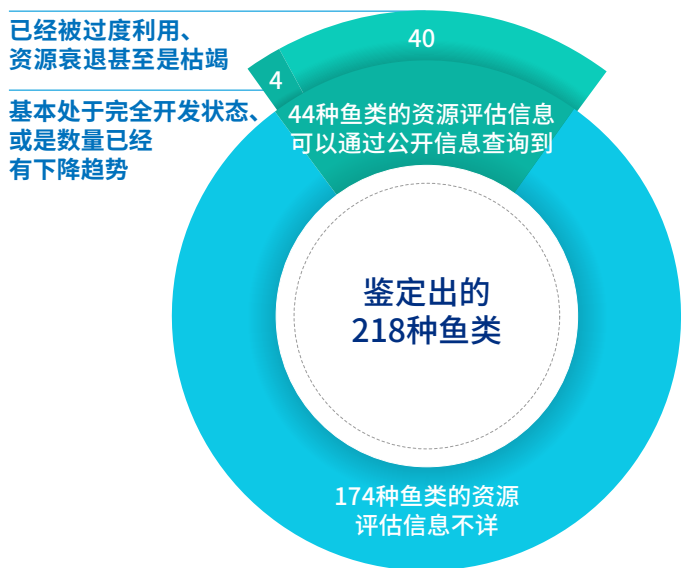 已经被过度利用、
资源衰退甚至是枯竭
40
4
基本处于完全开发状态、
或是数量已经
有下降趋势
44种鱼类的资源评估信息
可以通过公开信息查询到
鉴定出的
218种鱼类
174种鱼类的资源
评估信息不详